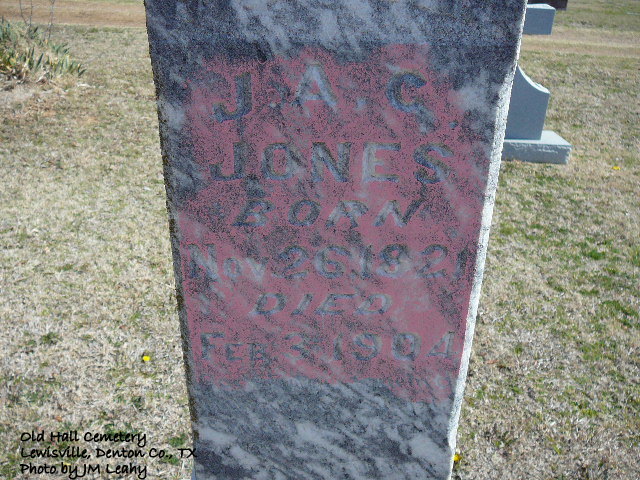 J. A. C.
JONES
BORN
Nov. 26, 1821
DIED
Feb. 1904
Old Hall Cemetery
Lewisville, Denton Co., TX
Photo by JM Leahy